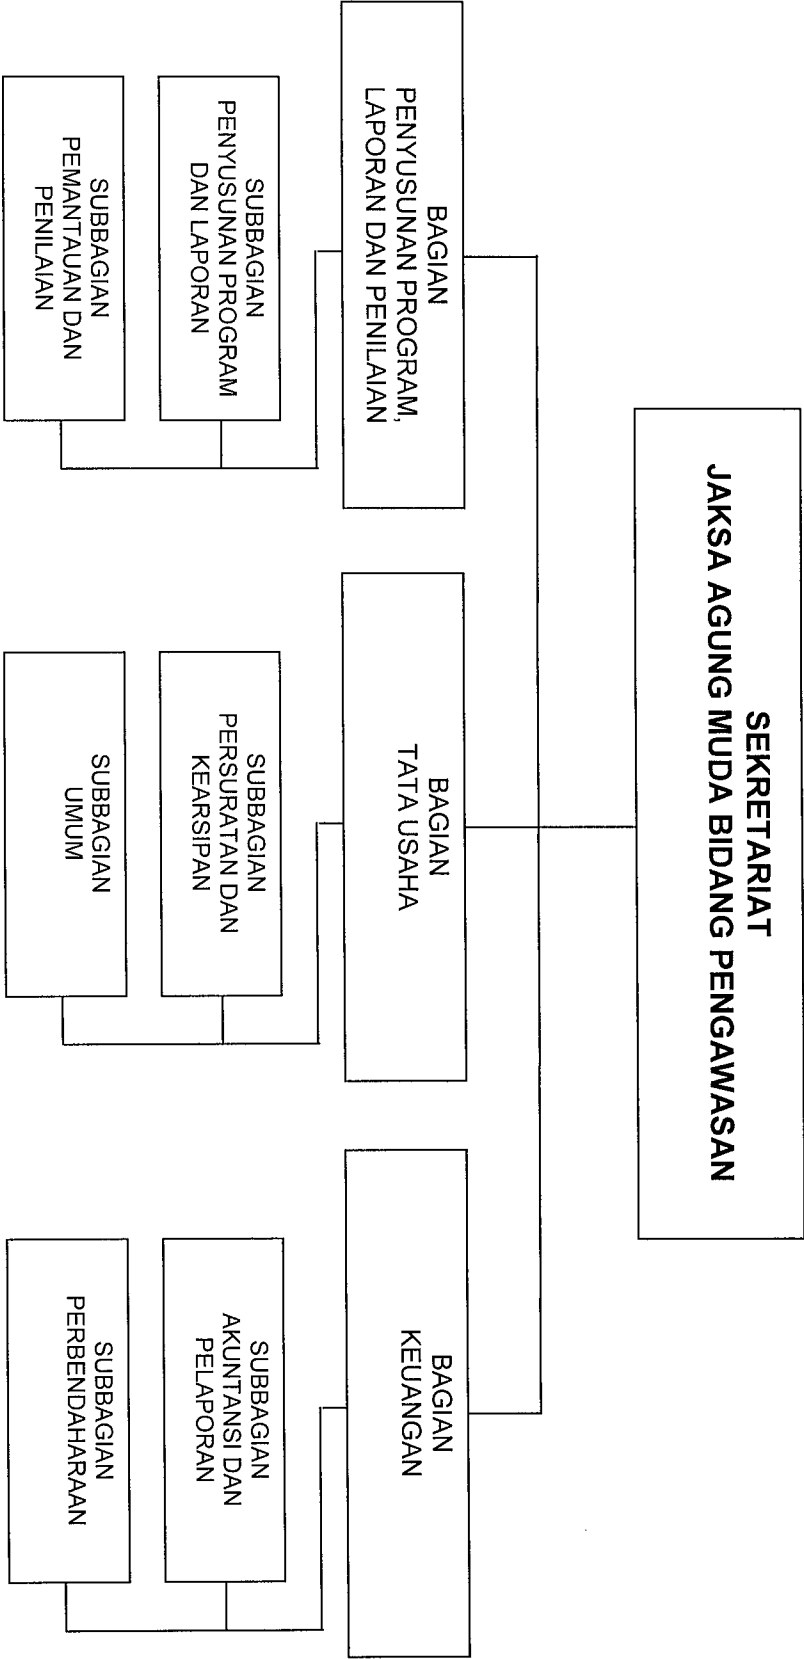 SEKRETARIAT
JAKSA AGUNG MUDA BIDANG PENGAWASAN
BAGIAN
PENYUSUNAN PROGRAM,
LAPORAN DAN PENILAIAN
SUBBAGIAN
PENYUSUNAN PROGRAM
DAN LAPORAN
SUBBAGIAN
PEMANTAUAN DAN
PENILAIAN
BAGIAN
TATA USAHA
SUBBAGIAN
PERSURATAN DAN
KEARSIPAN
SUBBAGIAN
UMUM
BAGIAN
KEUANGAN
SUBBAGIAN
AKUNTANSI DAN
PELAPORAN
SUBBAGIAN
PERBENDAHARAAN